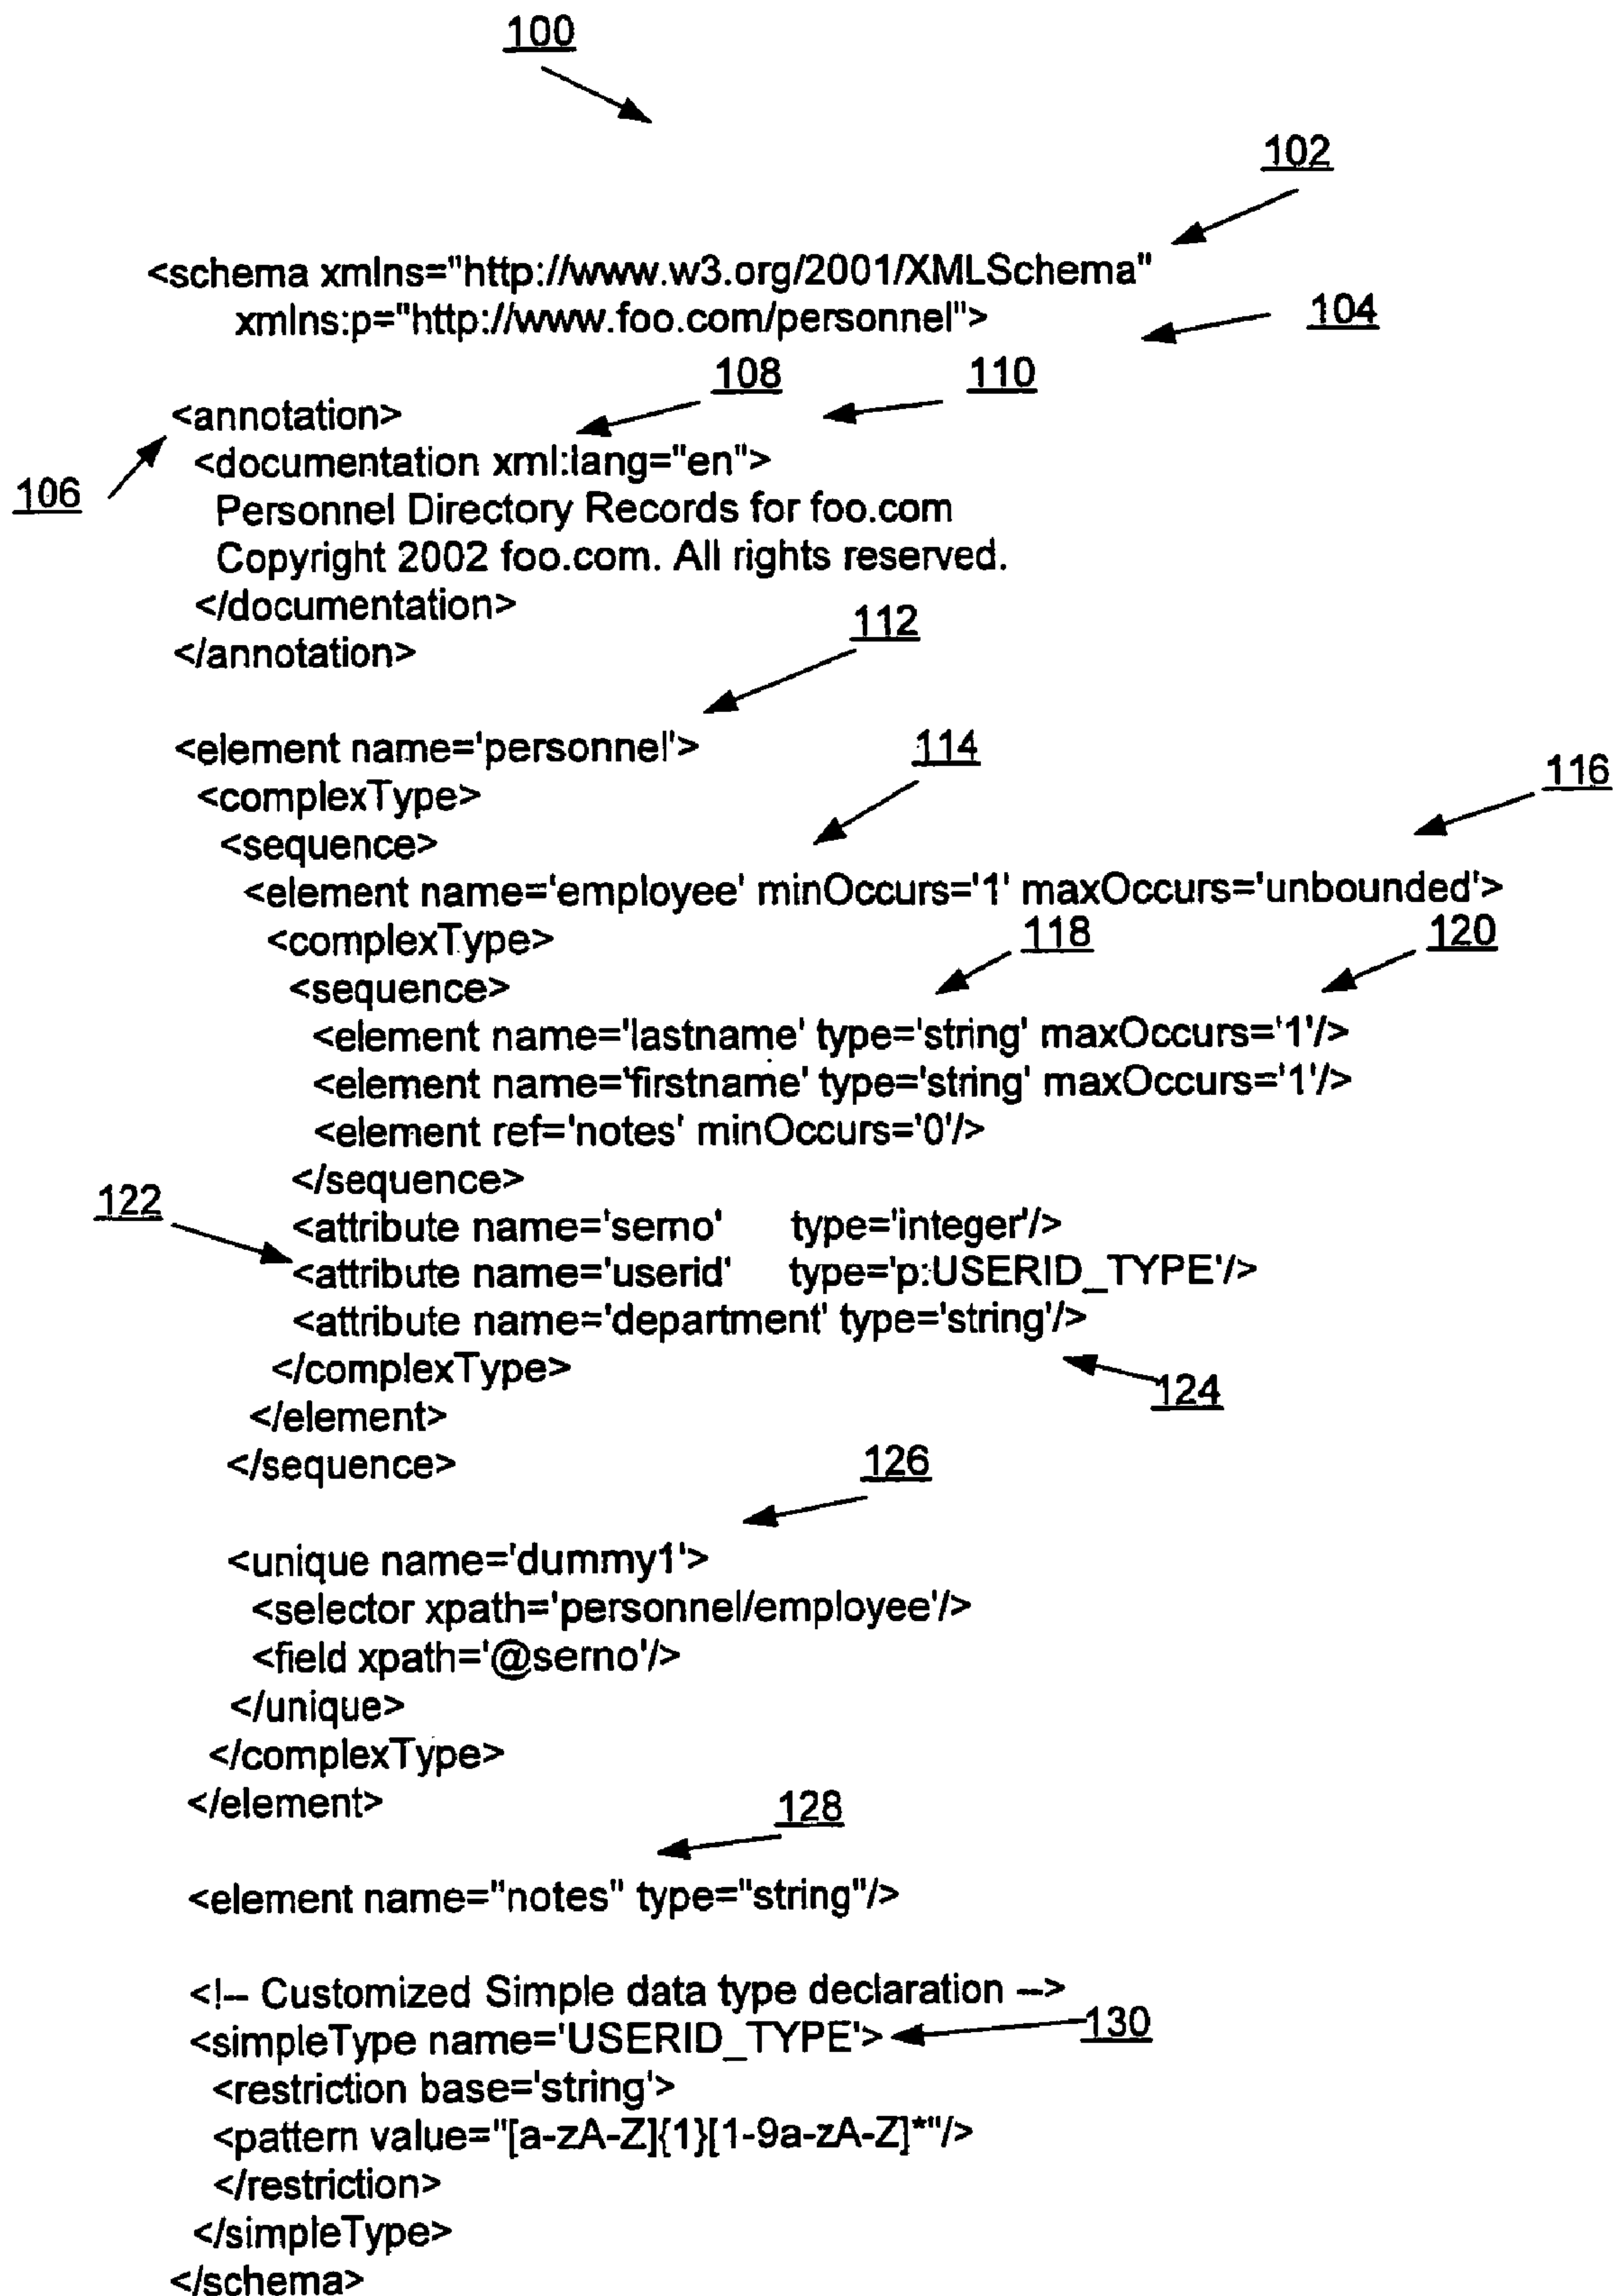 100
102
<schema xmlns="http://www.w3.org/2001/XMLSchema"
xmlns:p="http://www.foo.com/personnel">
104
108
110
<annotation>
<documentation xml:lang="en">
106
Personnel Directory Records for foo.com
Copyright 2002 foo.com. All rights reserved.
</documentation>
112
</annotation>
<element name='personnel'>
114
116
<complexType>
<sequence>
<element name='employee' minOccurs='1' maxOccurs='unbounded'>
<complexType>
118
120
<sequence>
<element name='lastname' type='string' maxOccurs='1'/>
<element name='firstname' type='string' maxOccurs='1'/>
<element ref='notes' minOccurs='0'/>
</sequence>
122
<attribute name='serno' type='integer'/>
<attribute name='userid' type='p:USERID_TYPE'/>
<attribute name='department' type='string'/>
</complexType>
124
</element>
</sequence>
126
<unique name='dummy1'>
<selector xpath='personnel/employee'/>
<field xpath='@serno'/>
</unique>
</complexType>
</element>
128
<element name="notes" type="string"/>
<!-- Customized Simple data type declaration -->
<simpleType name='USERID_TYPE'>
130
<restriction base='string'>
<pattern value="[a-zA-Z]{1}[1-9a-zA-Z]*"/>
</restriction>
</simpleType>
</schema>